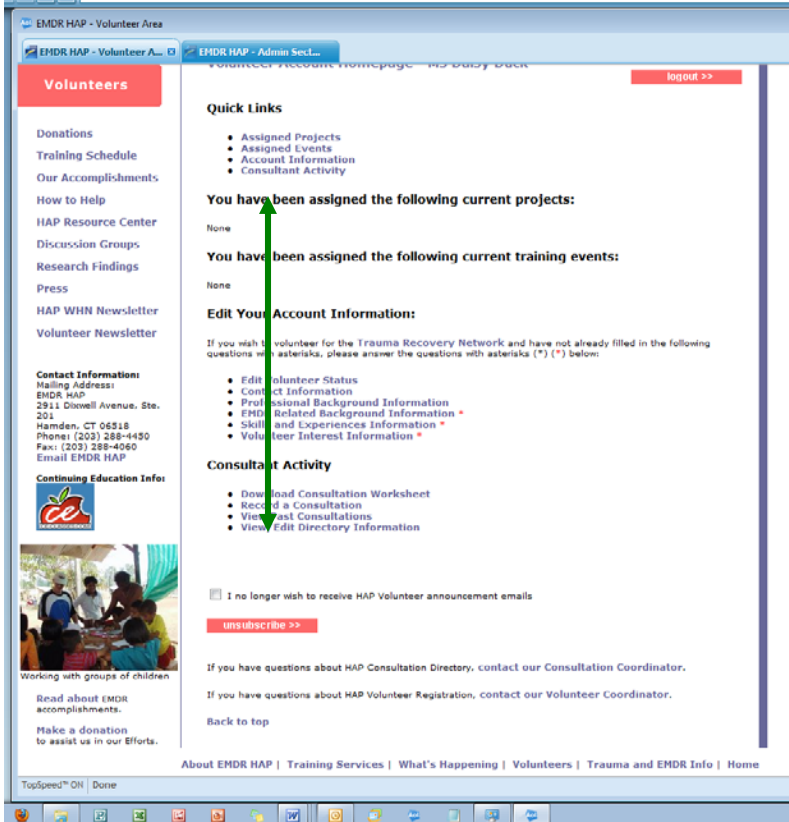 EMDR HAP - Volunteer Area
EMDR HAP - Volunteer A...
EMDR HAP - Admin Sect...
Volunteers
Donations
Training Schedule
Our Accomplishments
How to Help
HAP Resource Center
Discussion Groups
Research Findings
Press
HAP WHN Newsletter
Volunteer Newsletter
Contact Information:
Mailing Address:
EMDR HAP
2911 Dixwell Avenue, Ste.
201
Hamden, CT 06518
Phone: (203) 288-4450
Fax: (203) 288-4060
Email EMDR HAP
Continuing Education Info:
ce
Working with groups of children
Read about EMDR
accomplishments.
Make a donation
to assist us in our Efforts.
Volunteer Account Homepage - MS Daisy Duck
logout >>
Quick Links
• Assigned Projects
• Assigned Events
• Account Information
• Consultant Activity
You have been assigned the following current projects:
None
You have been assigned the following current training events:
None
Edit Your Account Information:
If you wish to volunteer for the Trauma Recovery Network and have not already filled in the following
questions with asterisks, please answer the questions with asterisks (*) (*) below:
• Edit Volunteer Status
• Contact Information
• Professional Background Information
• EMDR Related Background Information *
• Skills and Experiences Information *
• Volunteer Interest Information *
Consultant Activity
• Download Consultation Worksheet
• Record a Consultation
• View Past Consultations
• View/Edit Directory Information
I no longer wish to receive HAP Volunteer announcement emails
unsubscribe >>
If you have questions about HAP Consultation Directory, contact our Consultation Coordinator.
If you have questions about HAP Volunteer Registration, contact our Volunteer Coordinator.
Back to top
About EMDR HAP | Training Services | What's Happening | Volunteers | Trauma and EMDR Info | Home
TopSpeed™ ON Done